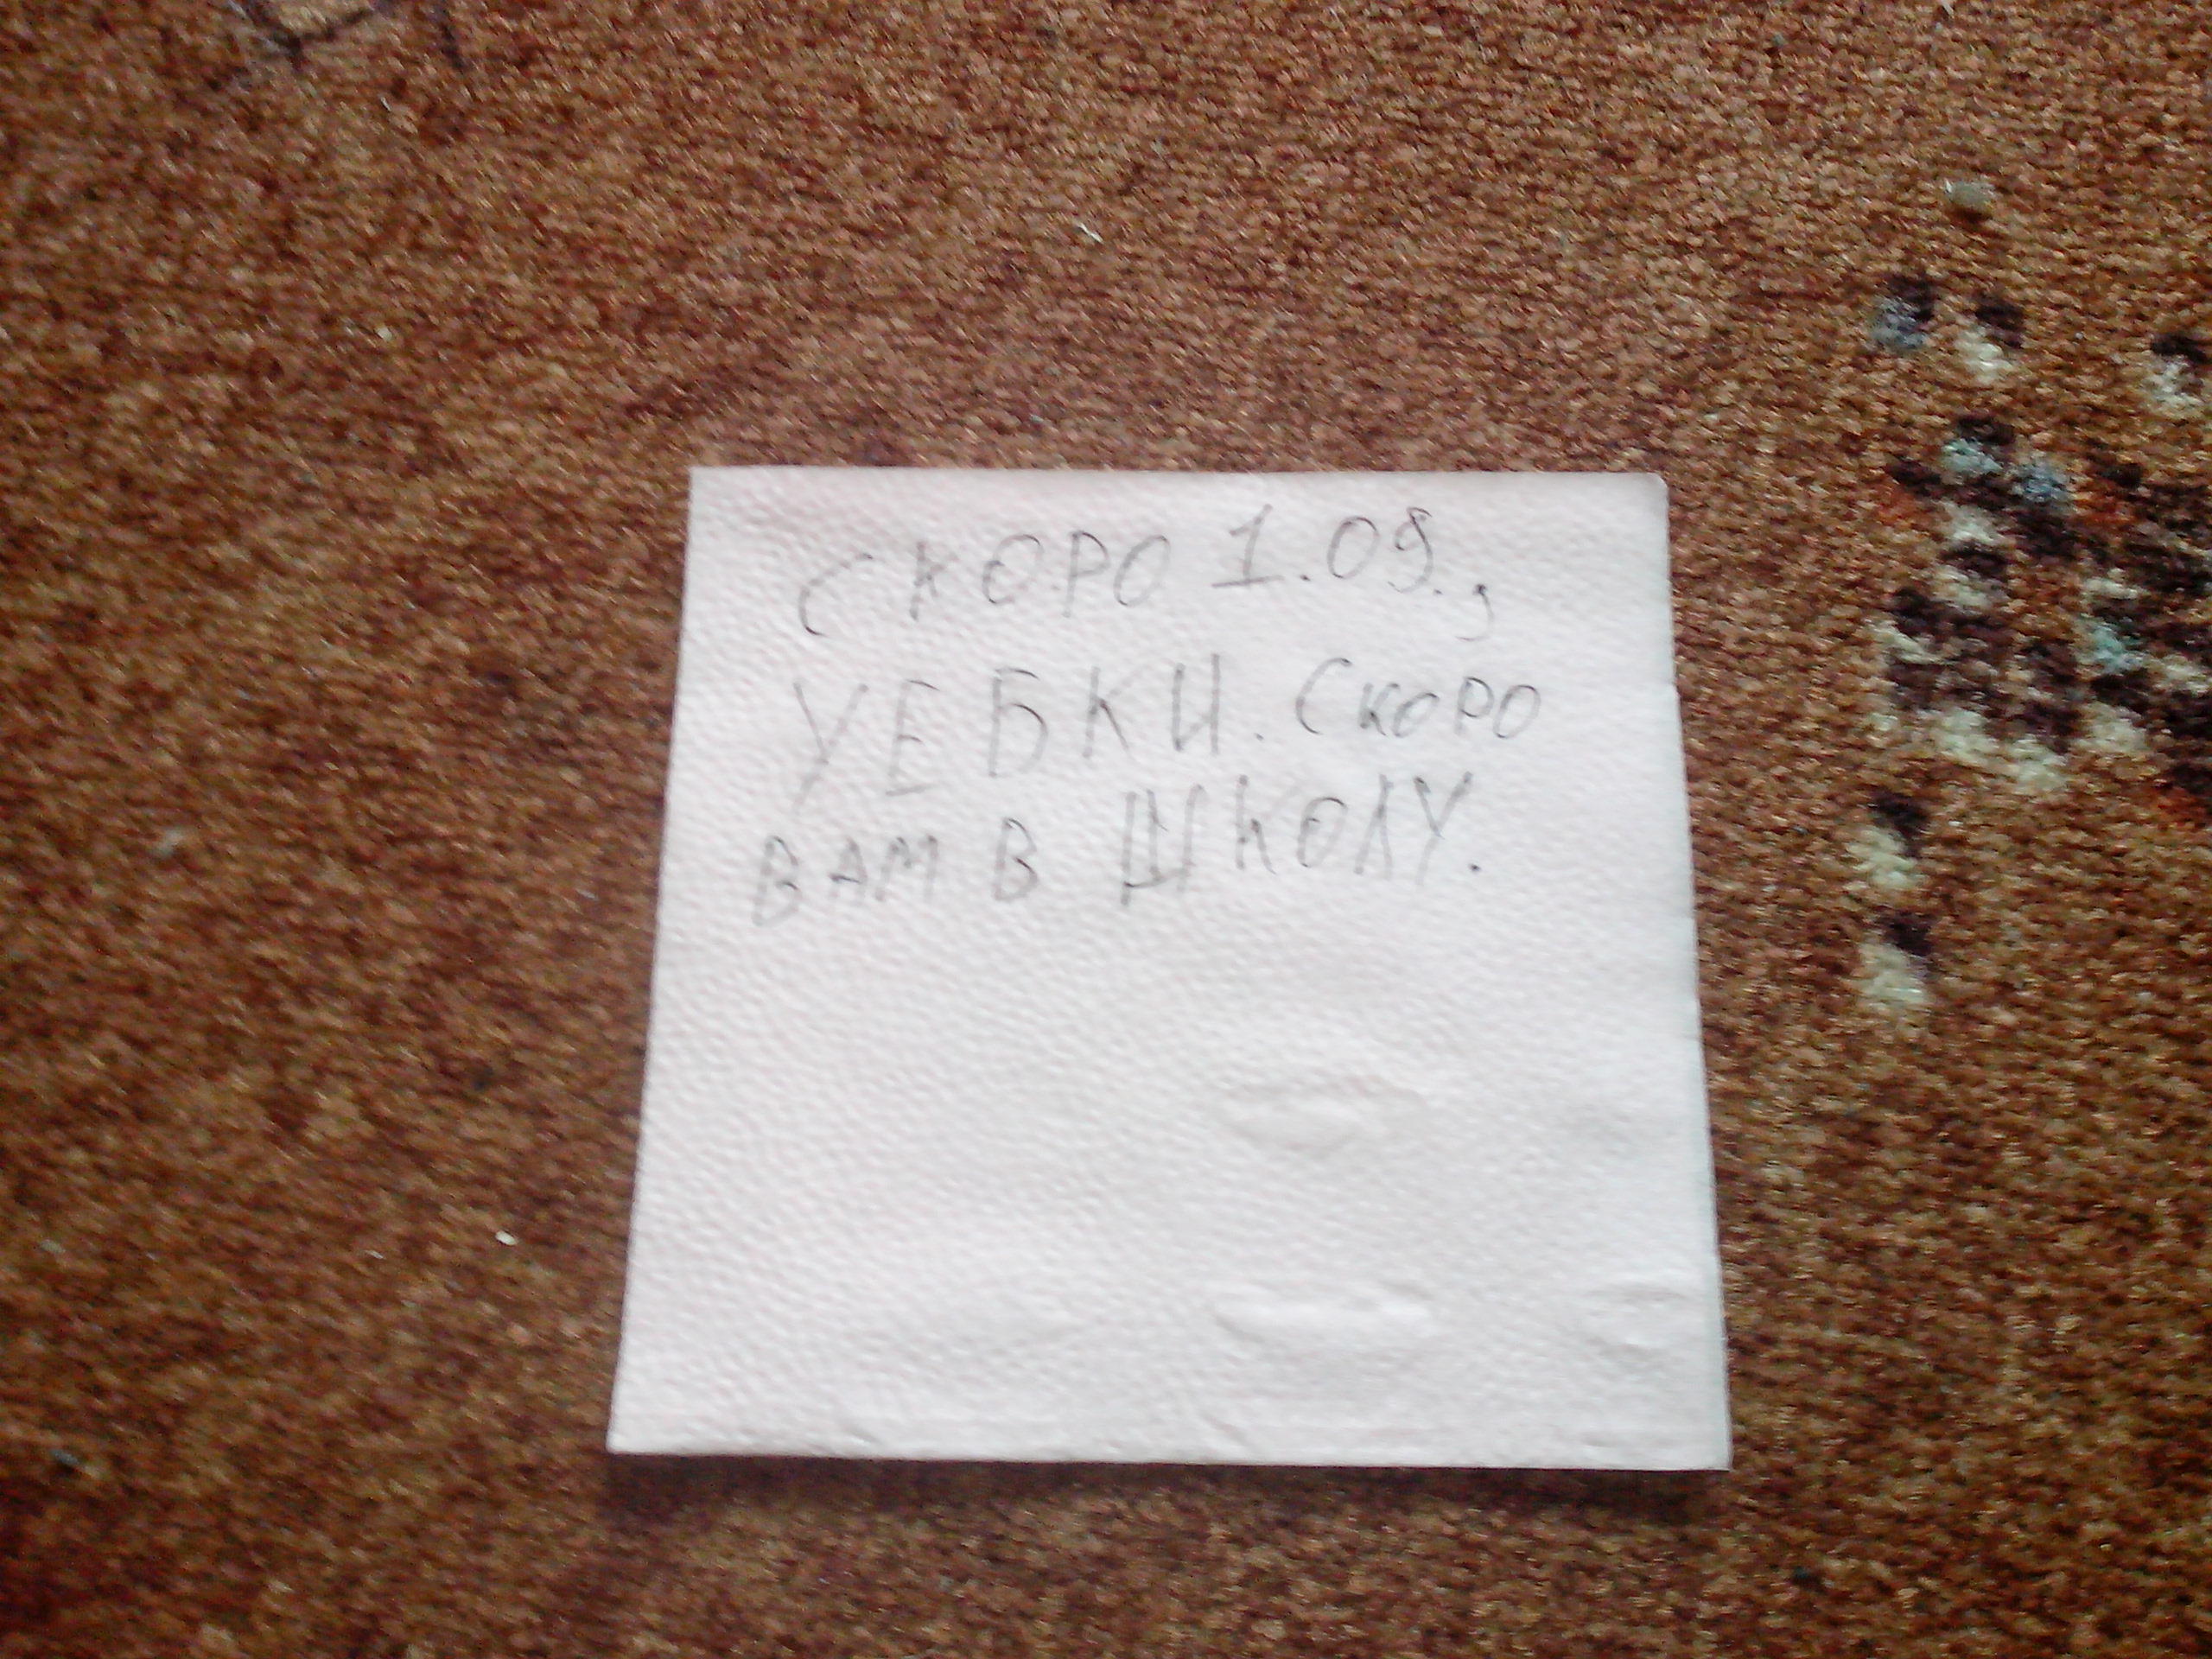 СКОРО 1.09.,
УЕБКИ. СКОРО
ВАМ В ШКОЛУ.